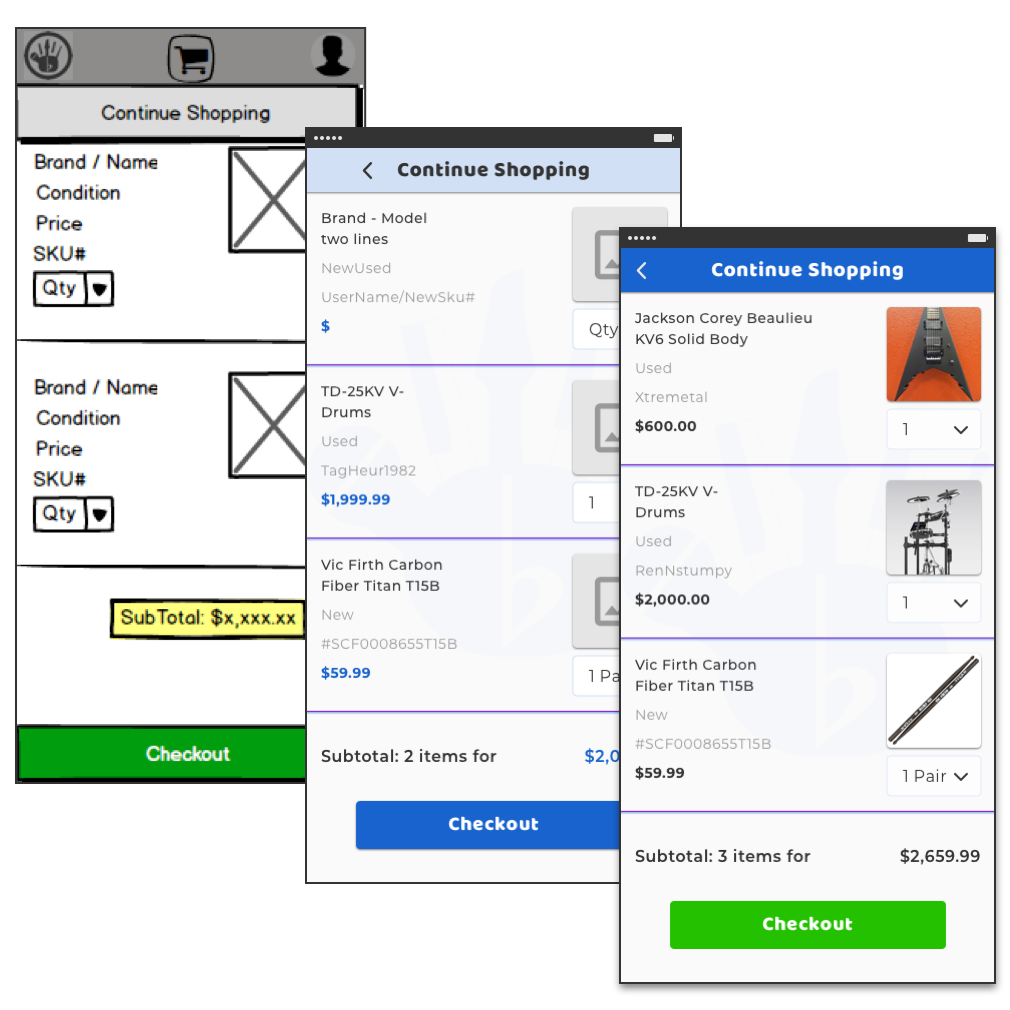 Continue Shopping
Brand / Name
Condition
Price
SKU#
Qty
Brand / Name
Condition
Price
SKU#
Qty
SubTotal: $x,xxx.xx
Checkout
Continue Shopping
Brand - Model
two lines
NewUsed
UserName/NewSku#
$
Qty
TD-25KV V-
Drums
Used
TagHeur1982
$1,999.99
1
Vic Firth Carbon
Fiber Titan T15B
New
#SCF0008655T15B
$59.99
1 Pa
Subtotal: 2 items for
$2,0
Checkout
Continue Shopping
Jackson Corey Beaulieu
KV6 Solid Body
Used
Xtremetal
$600.00
1
TD-25KV V-
Drums
Used
RenNstumpy
$2,000.00
1
Vic Firth Carbon
Fiber Titan T15B
New
#SCF0008655T15B
$59.99
1 Pair
Subtotal: 3 items for
$2,659.99
Checkout